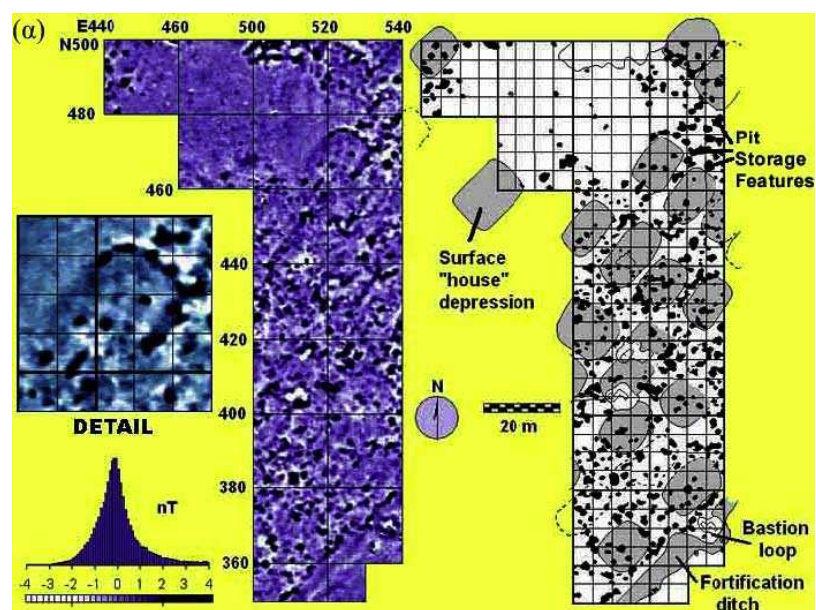 (α)
E440 460 480 500 520 540
N500
480
460
440
420
400
380
360
DETAIL
nT
-4 -3 -2 -1 0 1 2 3 4
N
20 m
Surface
"house"
depression
Pit
Storage
Features
Bastion
loop
Fortification
ditch